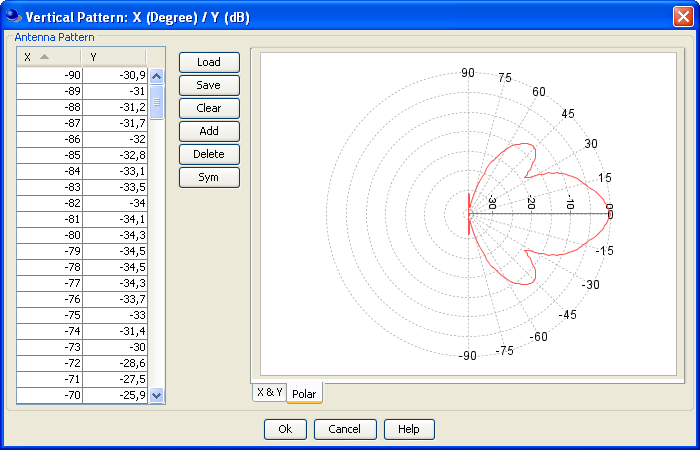 Vertical Pattern: X (Degree) / Y (dB)
Antenna Pattern
X Y
-90 -30,9
-89 -31
-88 -31,2
-87 -31,7
-86 -32
-85 -32,8
-84 -33,1
-83 -33,5
-82 -34
-81 -34,1
-80 -34,3
-79 -34,5
-78 -34,5
-77 -34,3
-76 -33,7
-75 -33
-74 -31,4
-73 -30
-72 -28,6
-71 -27,5
-70 -25,9
Load
Save
Clear
Add
Delete
Sym
90
75
60
45
30
15
0
-15
-30
-45
-60
-75
-90
-30
-20
-10
0
X & Y
Polar
Ok
Cancel
Help